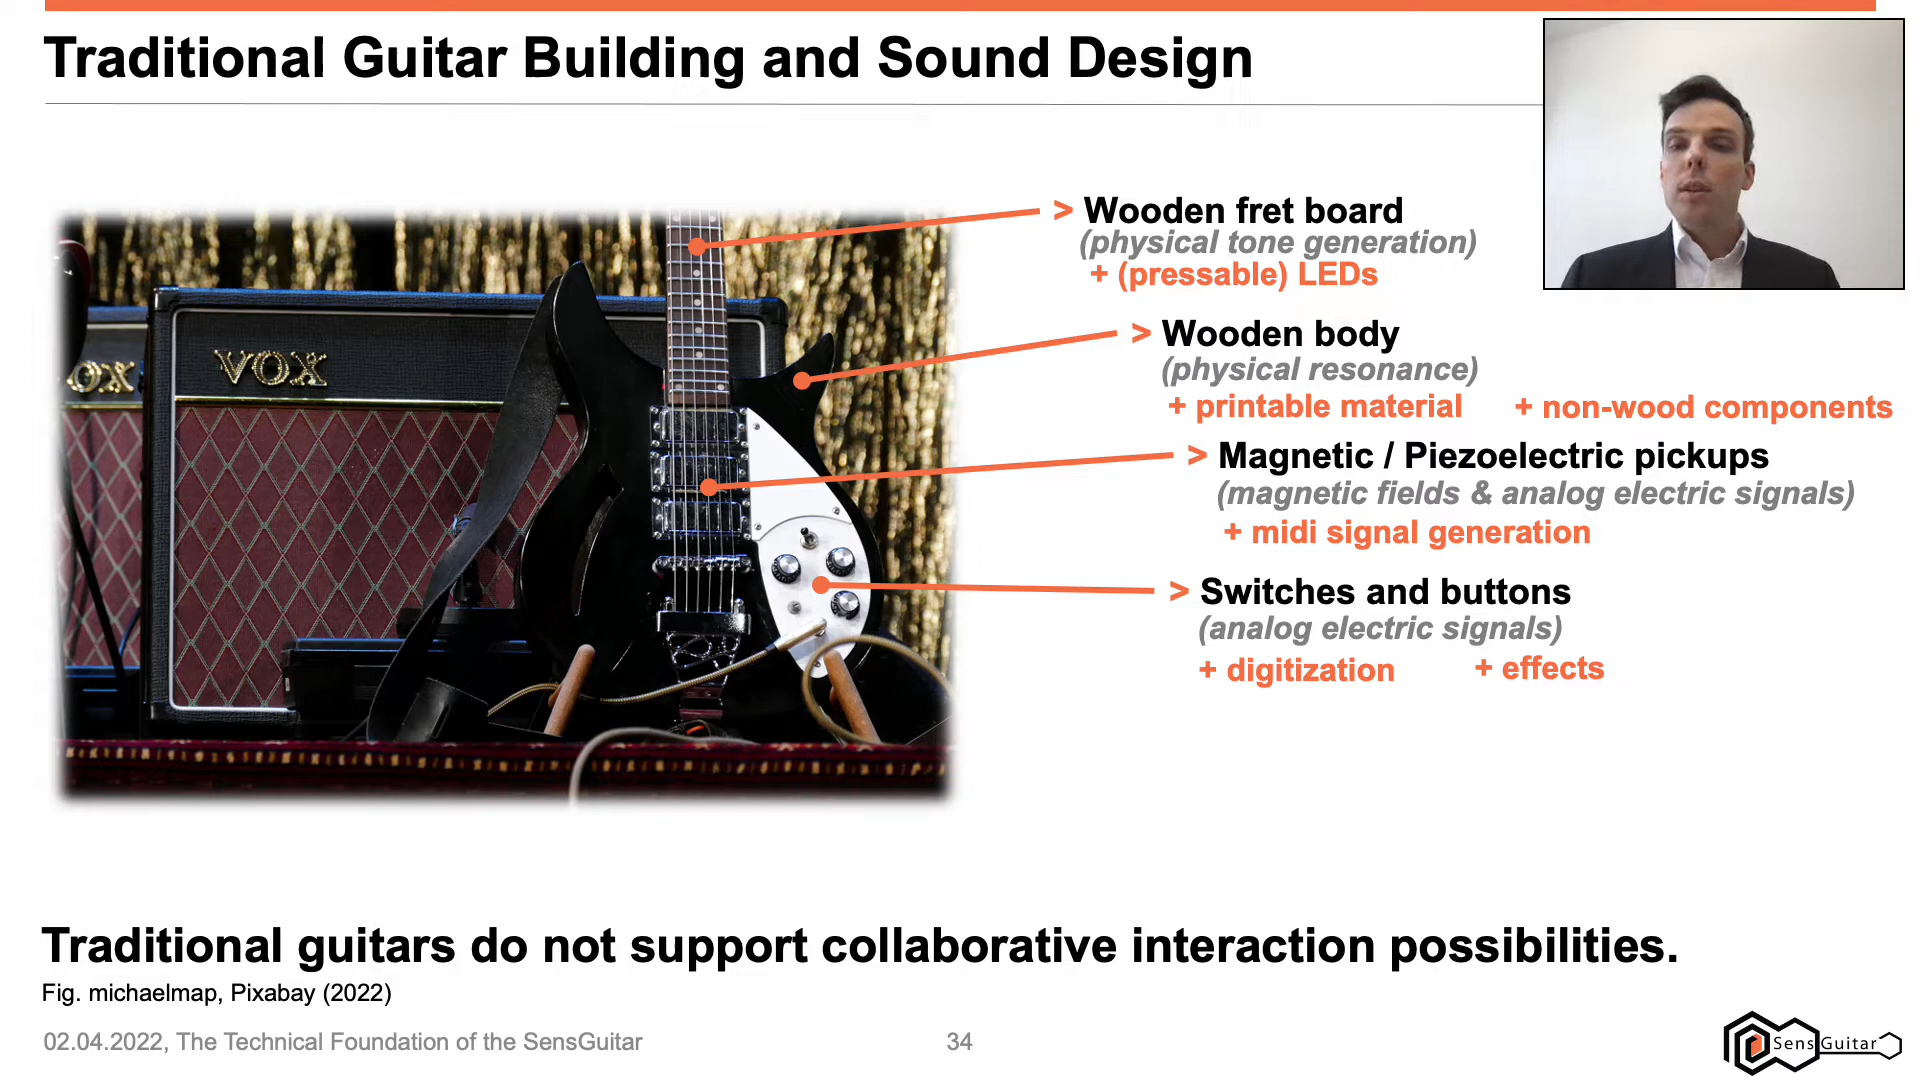 Traditional Guitar Building and Sound Design
> Wooden fret board
(physical tone generation)
+ (pressable) LEDs
> Wooden body
(physical resonance)
+ printable material + non-wood components
> Magnetic / Piezoelectric pickups
(magnetic fields & analog electric signals)
+ midi signal generation
> Switches and buttons
(analog electric signals)
+ digitization + effects
VOX
OX
Traditional guitars do not support collaborative interaction possibilities.
Fig. michaelmap, Pixabay (2022)
02.04.2022, The Technical Foundation of the SensGuitar
34
SensGuitar